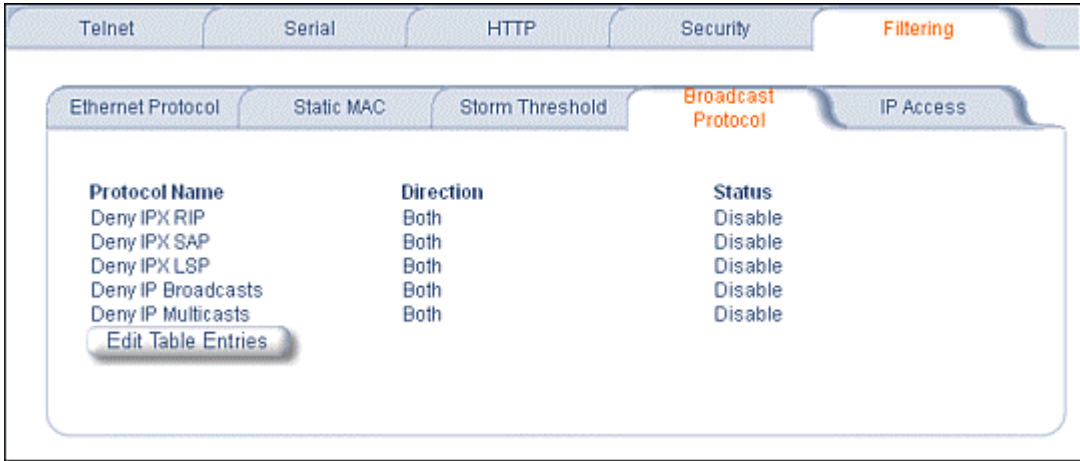 Telnet Serial HTTP Security Filtering
Ethernet Protocol Static MAC Storm Threshold Broadcast Protocol IP Access
Protocol Name Direction Status
Deny IPX RIP Both Disable
Deny IPX SAP Both Disable
Deny IPX LSP Both Disable
Deny IP Broadcasts Both Disable
Deny IP Multicasts Both Disable
Edit Table Entries